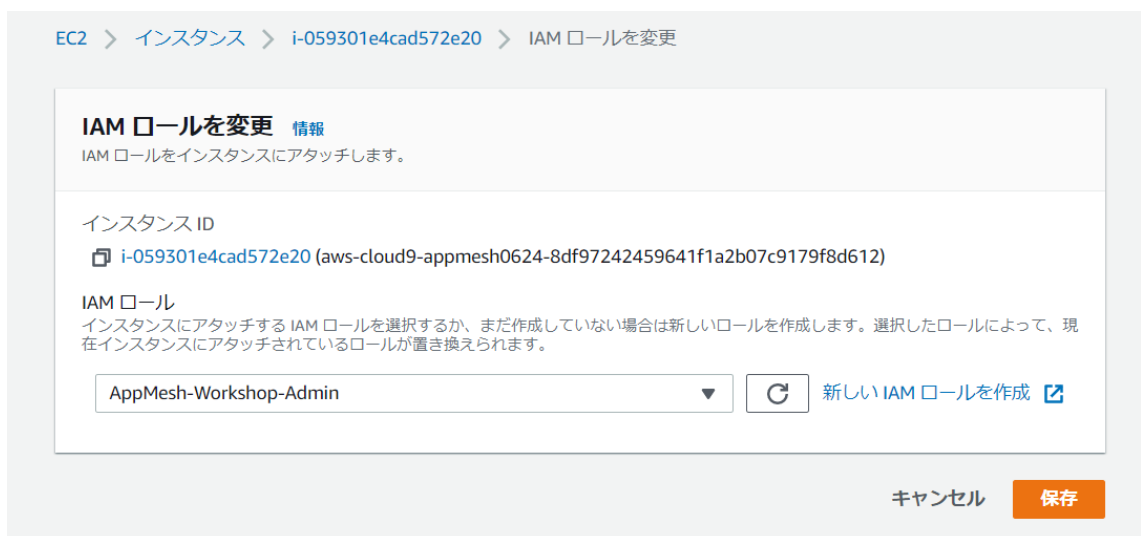 EC2 > インスタンス > i-059301e4cad572e20 > IAM ロールを変更
IAM ロールを変更 情報
IAM ロールをインスタンスにアタッチします。
インスタンス ID
i-059301e4cad572e20 (aws-cloud9-appmesh0624-8df97242459641f1a2b07c9179f8d612)
IAM ロール
インスタンスにアタッチする IAM ロールを選択するか、まだ作成していない場合は新しいロールを作成します。選択したロールによって、現
在インスタンスにアタッチされているロールが置き換えられます。
AppMesh-Workshop-Admin 新しい IAM ロールを作成
キャンセル 保存